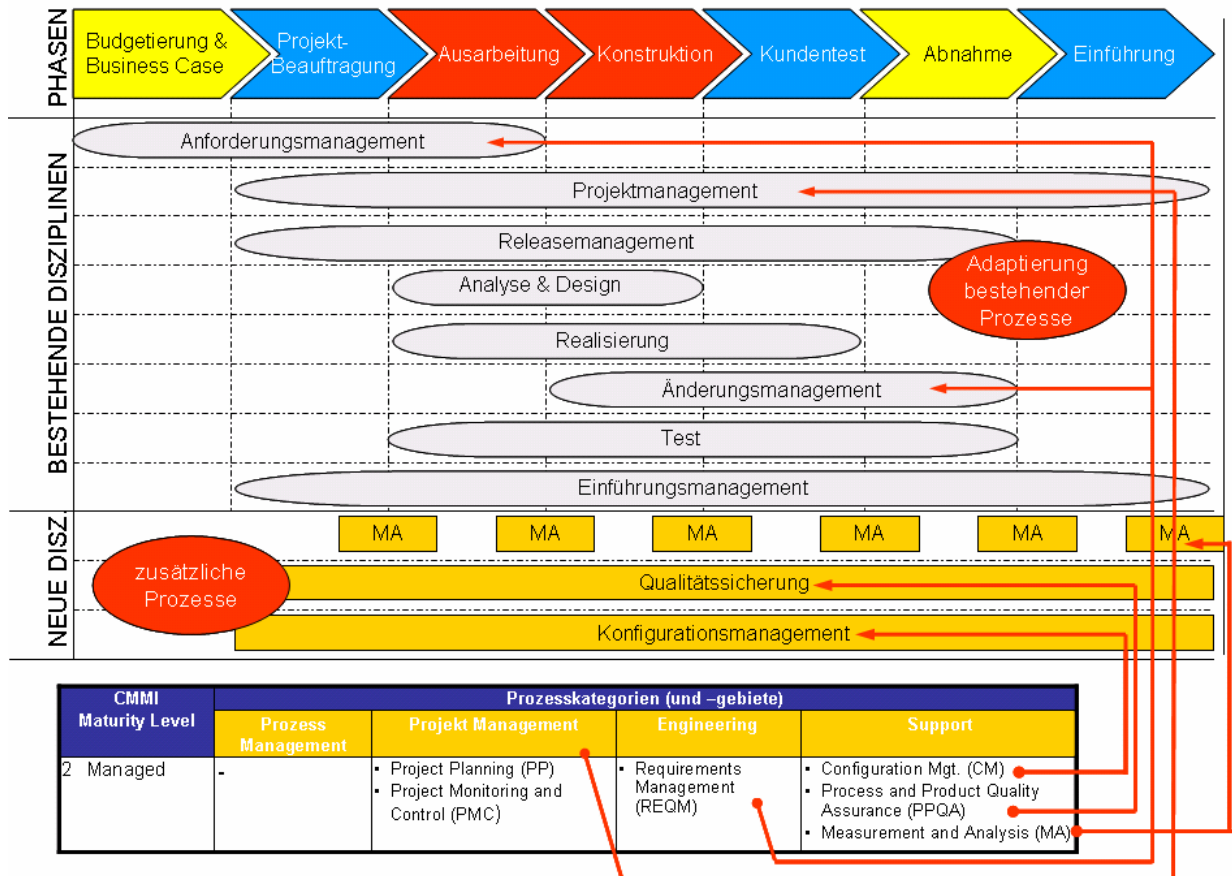 PHASEN
Budgetierung &
Business Case
Projekt-
Beauftragung
Ausarbeitung
Konstruktion
Kundentest
Abnahme
Einführung
BESTEHENDE DISZIPLINEN
Anforderungsmanagement
Projektmanagement
Releasemanagement
Analyse & Design
Adaptierung
bestehender
Prozesse
Realisierung
Änderungsmanagement
Test
Einführungsmanagement
NEUE DISZ.
MA
MA
MA
MA
MA
MA
zusätzliche
Prozesse
Qualitätssicherung
Konfigurationsmanagement
CMMI
Maturity Level
Prozesskategorien (und –gebiete)
Prozess
Management
Projekt Management
Engineering
Support
2 Managed
-
▪ Project Planning (PP)
▪ Project Monitoring and
Control (PMC)
▪ Requirements
Management
(REQM)
▪ Configuration Mgt. (CM)
▪ Process and Product Quality
Assurance (PPQA)
▪ Measurement and Analysis (MA)